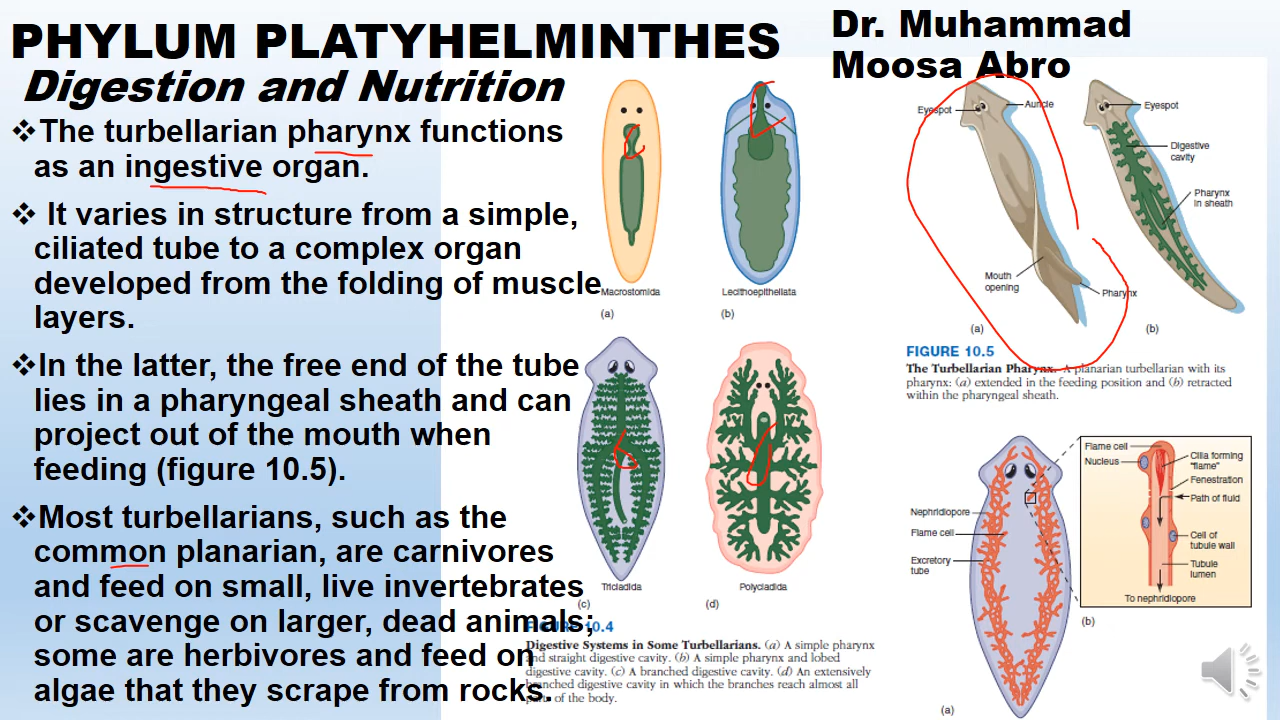 PHYLUM PLATYHELMINTHES
Digestion and Nutrition
Dr. Muhammad
Moosa Abro
❖The turbellarian pharynx functions
as an ingestive organ.
❖ It varies in structure from a simple,
ciliated tube to a complex organ
developed from the folding of muscle
layers.
❖In the latter, the free end of the tube
lies in a pharyngeal sheath and can
project out of the mouth when
feeding (figure 10.5).
❖Most turbellarians, such as the
common planarian, are carnivores
and feed on small, live invertebrates
or scavenge on larger, dead animals;
some are herbivores and feed on
algae that they scrape from rocks.
Macrostomida
(a)
Lecithoepitheliata
(b)
Tricladida
(c)
Polycladida
(d)
10.4
Digestive Systems in Some Turbellarians. (a) A simple pharynx
and straight digestive cavity. (b) A simple pharynx and lobed
digestive cavity. (c) A branched digestive cavity. (d) An extensively
branched digestive cavity in which the branches reach almost all
of the body.
Eyespot
Auricle
Mouth
opening
Pharynx
(a)
Eyespot
Digestive
cavity
Pharynx
in sheath
(b)
FIGURE 10.5
The Turbellarian Pharynx. A planarian turbellarian with its
pharynx: (a) extended in the feeding position and (b) retracted
within the pharyngeal sheath.
Nephridiopore
Flame cell
Excretory
tube
(a)
Flame cell
Nucleus
Cilia forming
"flame"
Fenestration
Path of fluid
Cell of
tubule wall
Tubule
lumen
To nephridiopore
(b)